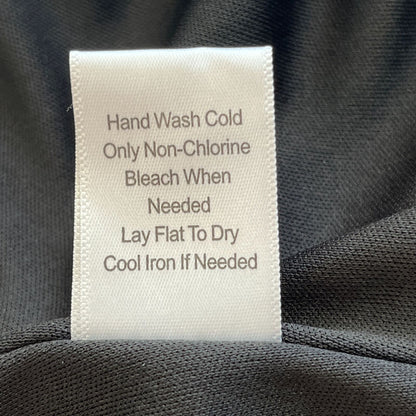 Hand Wash Cold
Only Non-Chlorine
Bleach When
Needed
Lay Flat To Dry
Cool Iron If Needed